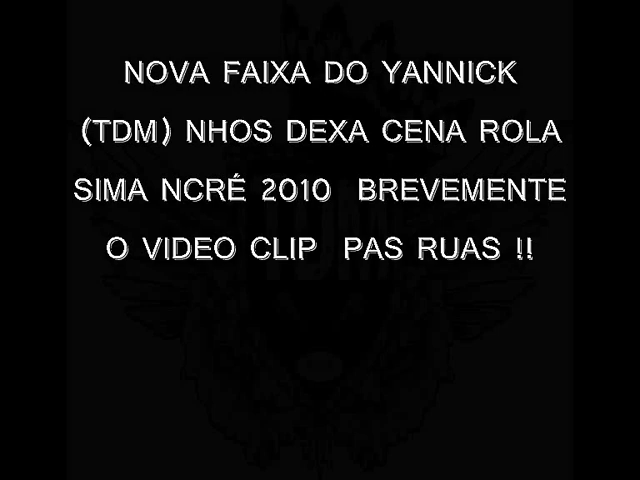 NOVA FAIXA DO YANNICK
(TDM) NHOS DEXA CENA ROLA
SIMA NCRÉ 2010 BREVEMENTE
O VIDEO CLIP PAS RUAS !!